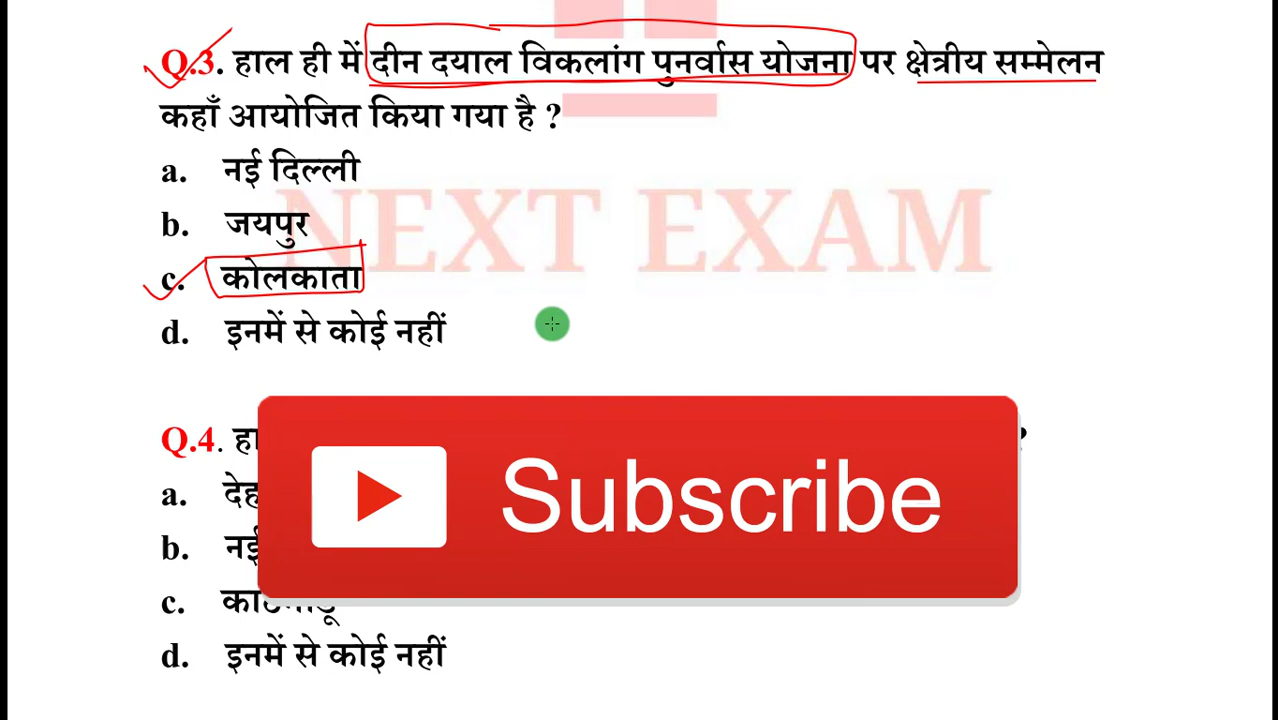 Q.3. हाल ही में दीन दयाल विकलांग पुनर्वास योजना पर क्षेत्रीय सम्मेलन
कहाँ आयोजित किया गया है ?
a. नई दिल्ली
b. जयपुर
NEXT EXAM
c. कोलकाता
d. इनमें से कोई नहीं
Q.4. ?
Subscribe
a.
b.
c.
d. इनमें से कोई नहीं